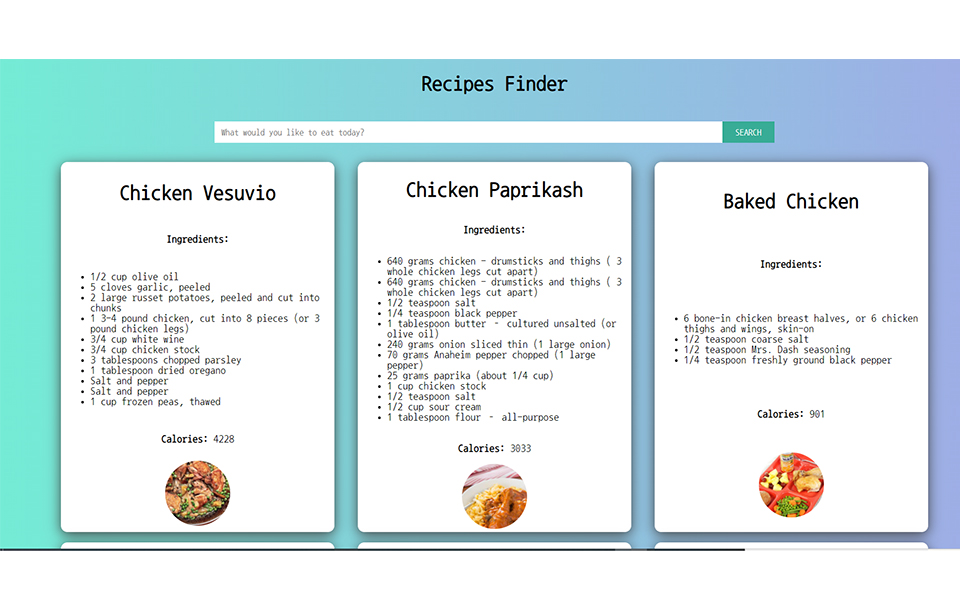 Recipes Finder
What would you like to eat today?
SEARCH
Chicken Vesuvio
Ingredients:
• 1/2 cup olive oil
• 5 cloves garlic, peeled
• 2 large russet potatoes, peeled and cut into
chunks
• 1 3-4 pound chicken, cut into 8 pieces (or 3
pound chicken legs)
• 3/4 cup white wine
• 3/4 cup chicken stock
• 3 tablespoons chopped parsley
• 1 tablespoon dried oregano
• Salt and pepper
• Salt and pepper
• 1 cup frozen peas, thawed
Calories: 4228
Chicken Paprikash
Ingredients:
• 640 grams chicken - drumsticks and thighs ( 3
whole chicken legs cut apart)
• 640 grams chicken - drumsticks and thighs ( 3
whole chicken legs cut apart)
• 1/2 teaspoon salt
• 1/4 teaspoon black pepper
• 1 tablespoon butter – cultured unsalted (or
olive oil)
• 240 grams onion sliced thin (1 large onion)
• 70 grams Anaheim pepper chopped (1 large
pepper)
• 25 grams paprika (about 1/4 cup)
• 1 cup chicken stock
• 1/2 teaspoon salt
• 1/2 cup sour cream
• 1 tablespoon flour – all-purpose
Calories: 3033
Baked Chicken
Ingredients:
• 6 bone-in chicken breast halves, or 6 chicken
thighs and wings, skin-on
• 1/2 teaspoon coarse salt
• 1/2 teaspoon Mrs. Dash seasoning
• 1/4 teaspoon freshly ground black pepper
Calories: 901